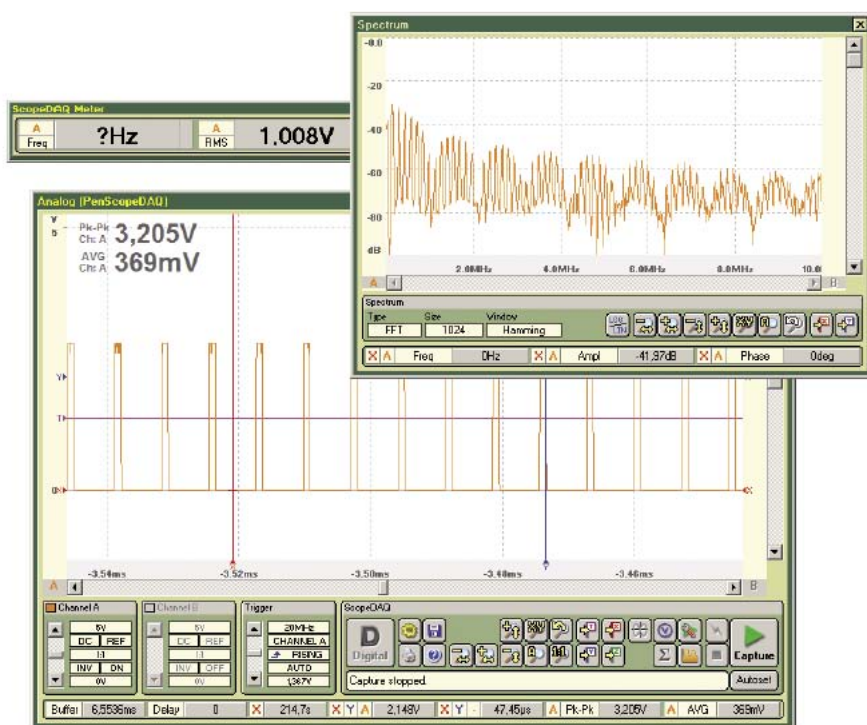 Spectrum
-0.0
-20
-40
-60
-80
dB
2.0MHz 4.0MHz 6.0MHz 8.0MHz 10.0
A B
Spectrum
Type Size Window
FFT 1024 Hamming
LOG
LIN
X A Freq 0Hz X A Ampl -41,97dB X A Phase 0deg
ScopeDAQ Meter
A
Freq
?Hz
A
RMS
1.008V
Analog (PenScopeDAQ)
V
5
Pk-Pk
Ch: A
3,205V
AVG
Ch: A
369mV
Y
T
X
-3.54ms -3.52ms -3.50ms -3.48ms -3.46ms
A B
Channel A Channel B Trigger ScopeDAQ
5V 5V 20MHz
DC REF DC REF CHANNEL A
1:1 1:1 RISING
INV ON INV OFF AUTO
0V 0V 1,367V
D
Digital
Capture
Capture stopped.
Autoset
Buffer 6,5536ms Delay 0 X 214,7s X Y A 2,148V X Y - 47,45µs A Pk-Pk 3,205V A AVG 369mV